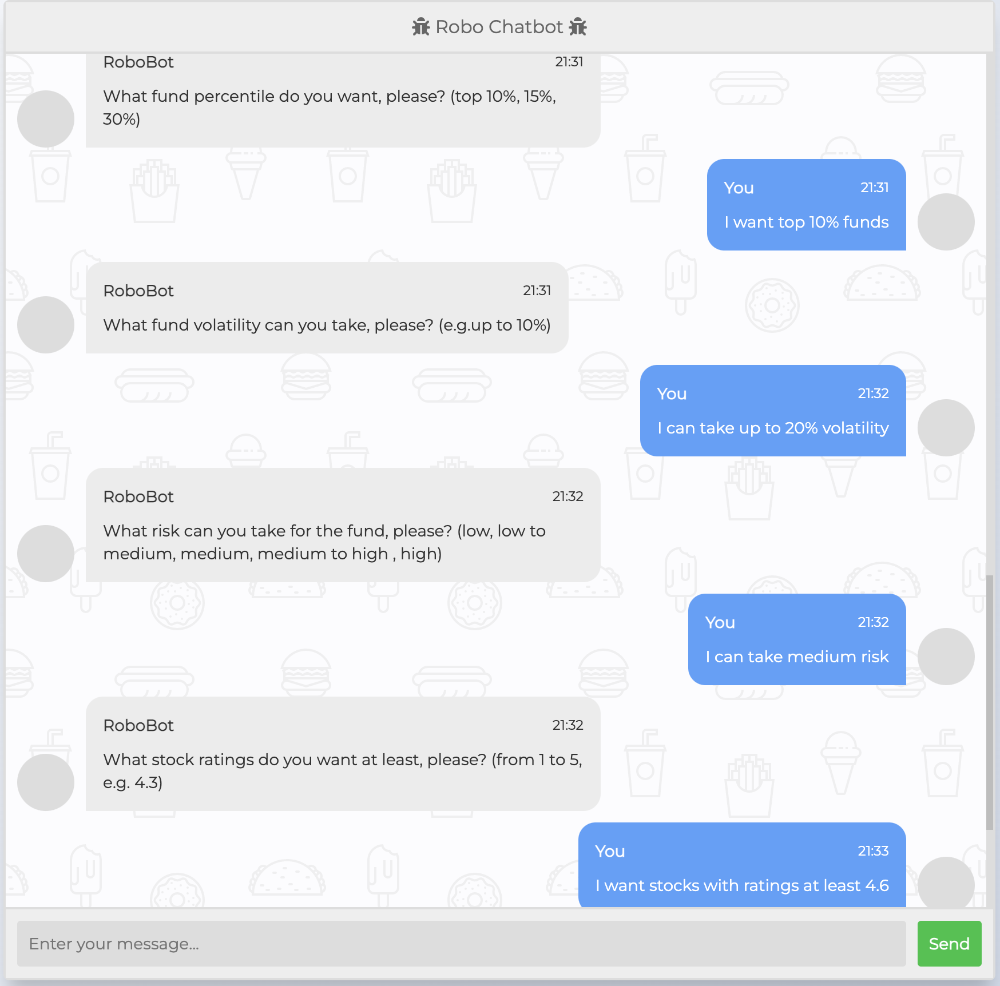 Robo Chatbot
RoboBot 21:31
What fund percentile do you want, please? (top 10%, 15%,
30%)
You 21:31
I want top 10% funds
RoboBot 21:31
What fund volatility can you take, please? (e.g.up to 10%)
You 21:32
I can take up to 20% volatility
RoboBot 21:32
What risk can you take for the fund, please? (low, low to
medium, medium, medium to high , high)
You 21:32
I can take medium risk
RoboBot 21:32
What stock ratings do you want at least, please? (from 1 to 5,
e.g. 4.3)
You 21:33
I want stocks with ratings at least 4.6
Enter your message...
Send